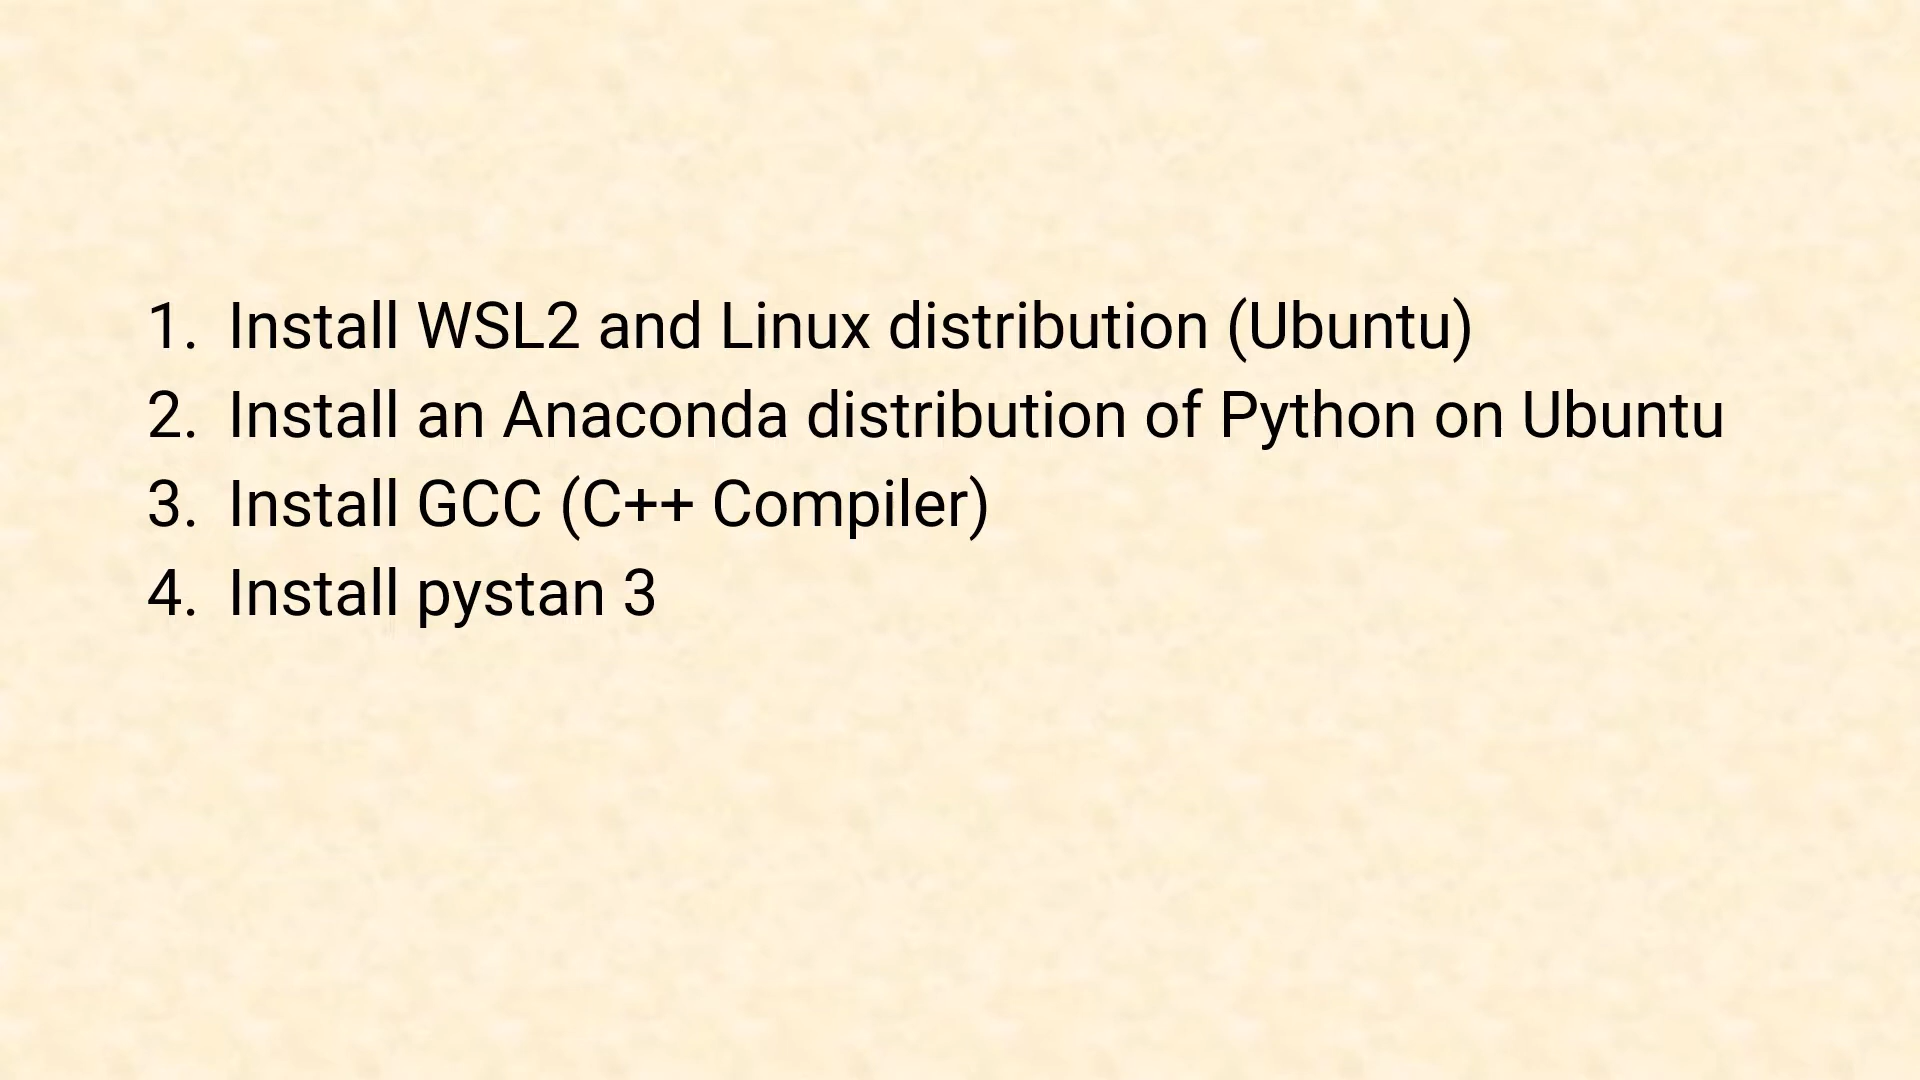 1. Install WSL2 and Linux distribution (Ubuntu)
2. Install an Anaconda distribution of Python on Ubuntu
3. Install GCC (C++ Compiler)
4. Install pystan 3